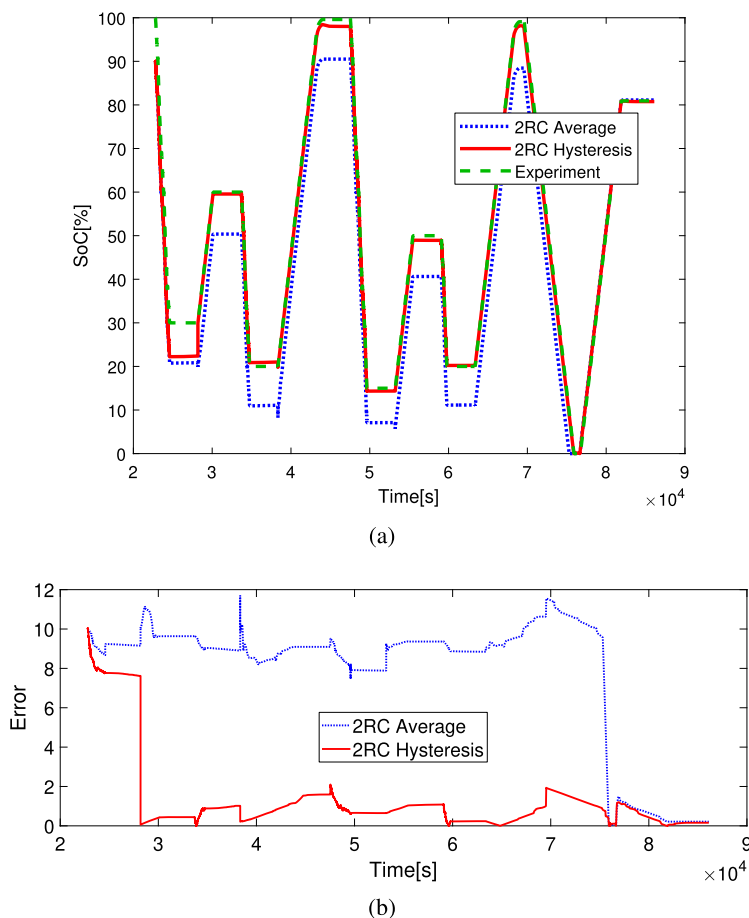 100
90
80
70
60
50
40
30
20
10
0
SoC[%]
2RC Average
2RC Hysteresis
Experiment
2 3 4 5 6 7 8 9
Time[s]
×10^4
(a)
12
10
8
6
4
2
0
Error
2RC Average
2RC Hysteresis
2 3 4 5 6 7 8 9
Time[s]
×10^4
(b)